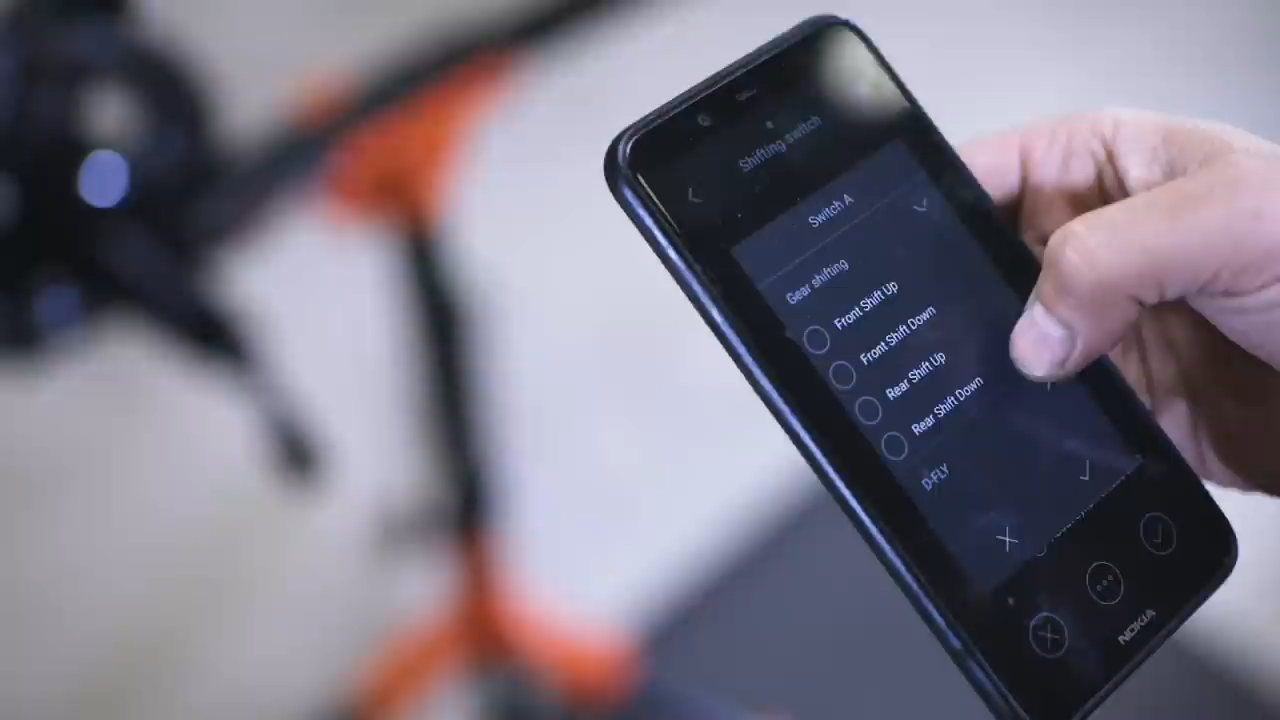 Shifting switch
Switch A
Gear shifting
Front Shift Up
Front Shift Down
Rear Shift Up
Rear Shift Down
D-FLY
NOKIA